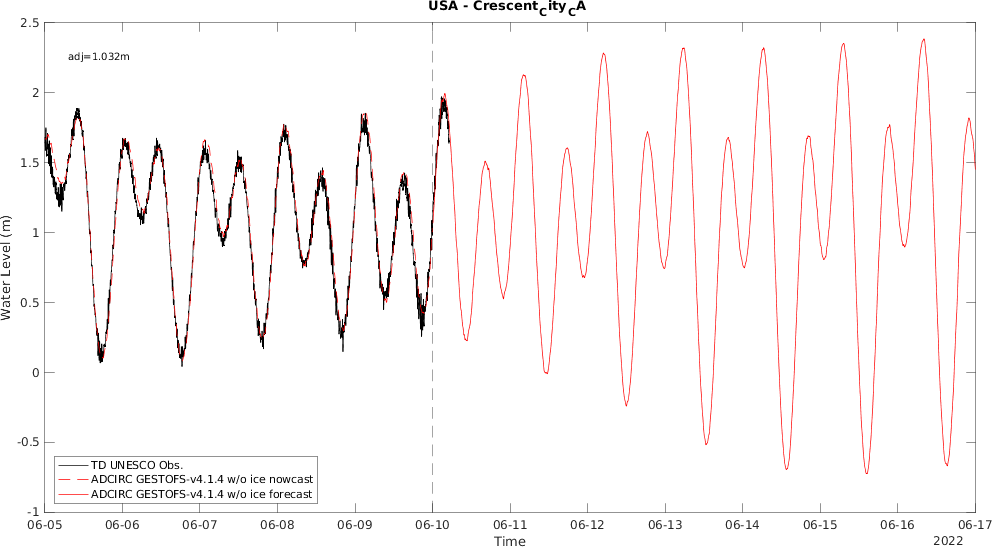 USA - Crescent_City_CA
adj=1.032m
2.5
2
1.5
1
0.5
0
-0.5
-1
Water Level (m)
TD UNESCO Obs.
ADCIRC GESTOFS-v4.1.4 w/o ice nowcast
ADCIRC GESTOFS-v4.1.4 w/o ice forecast
06-05 06-06 06-07 06-08 06-09 06-10 06-11 06-12 06-13 06-14 06-15 06-16 06-17
Time
2022